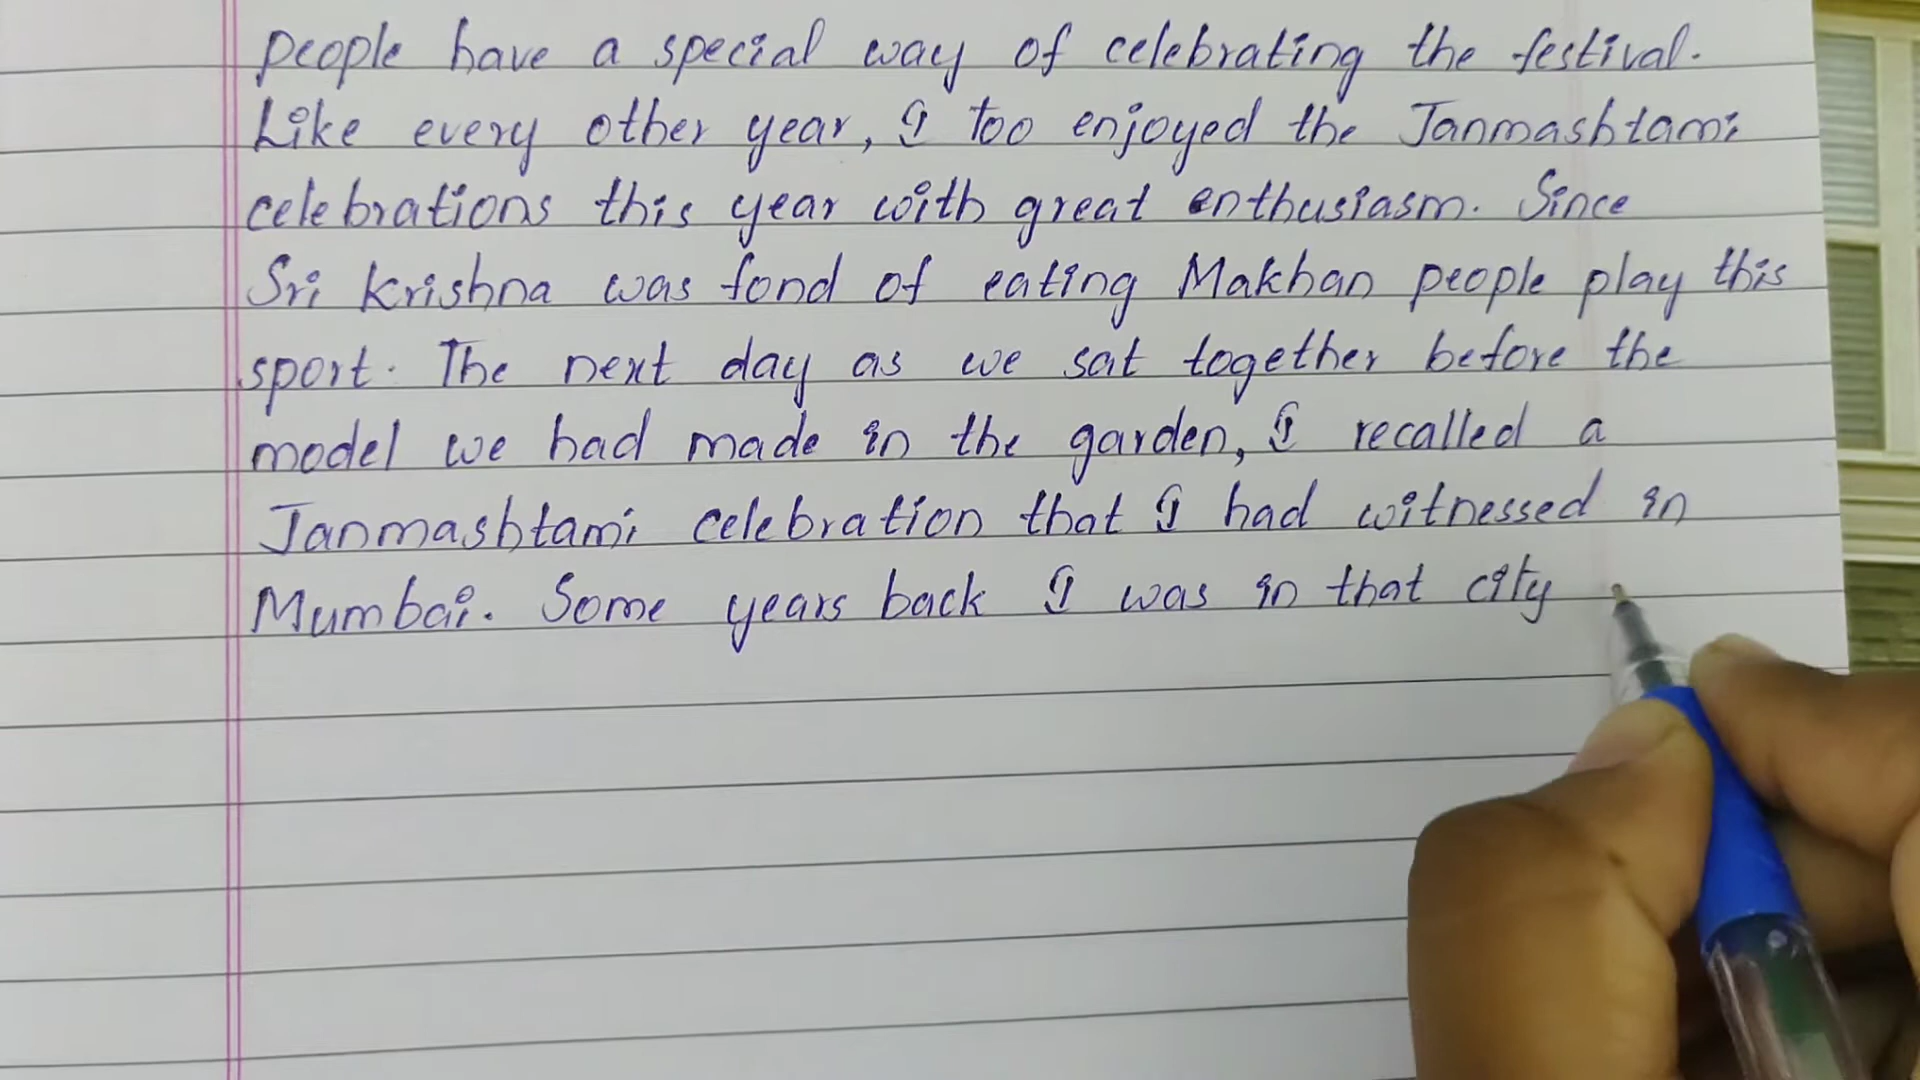 people have a special way of celebrating the festival.
Like every other year, I too enjoyed the Janmashtami
celebrations this year with great enthusiasm. Since
Sri Krishna was fond of eating Makhan people play this
sport. The next day as we sat together before the
model we had made in the garden, I recalled a
Janmashtami celebration that I had witnessed in
Mumbai. Some years back I was in that city